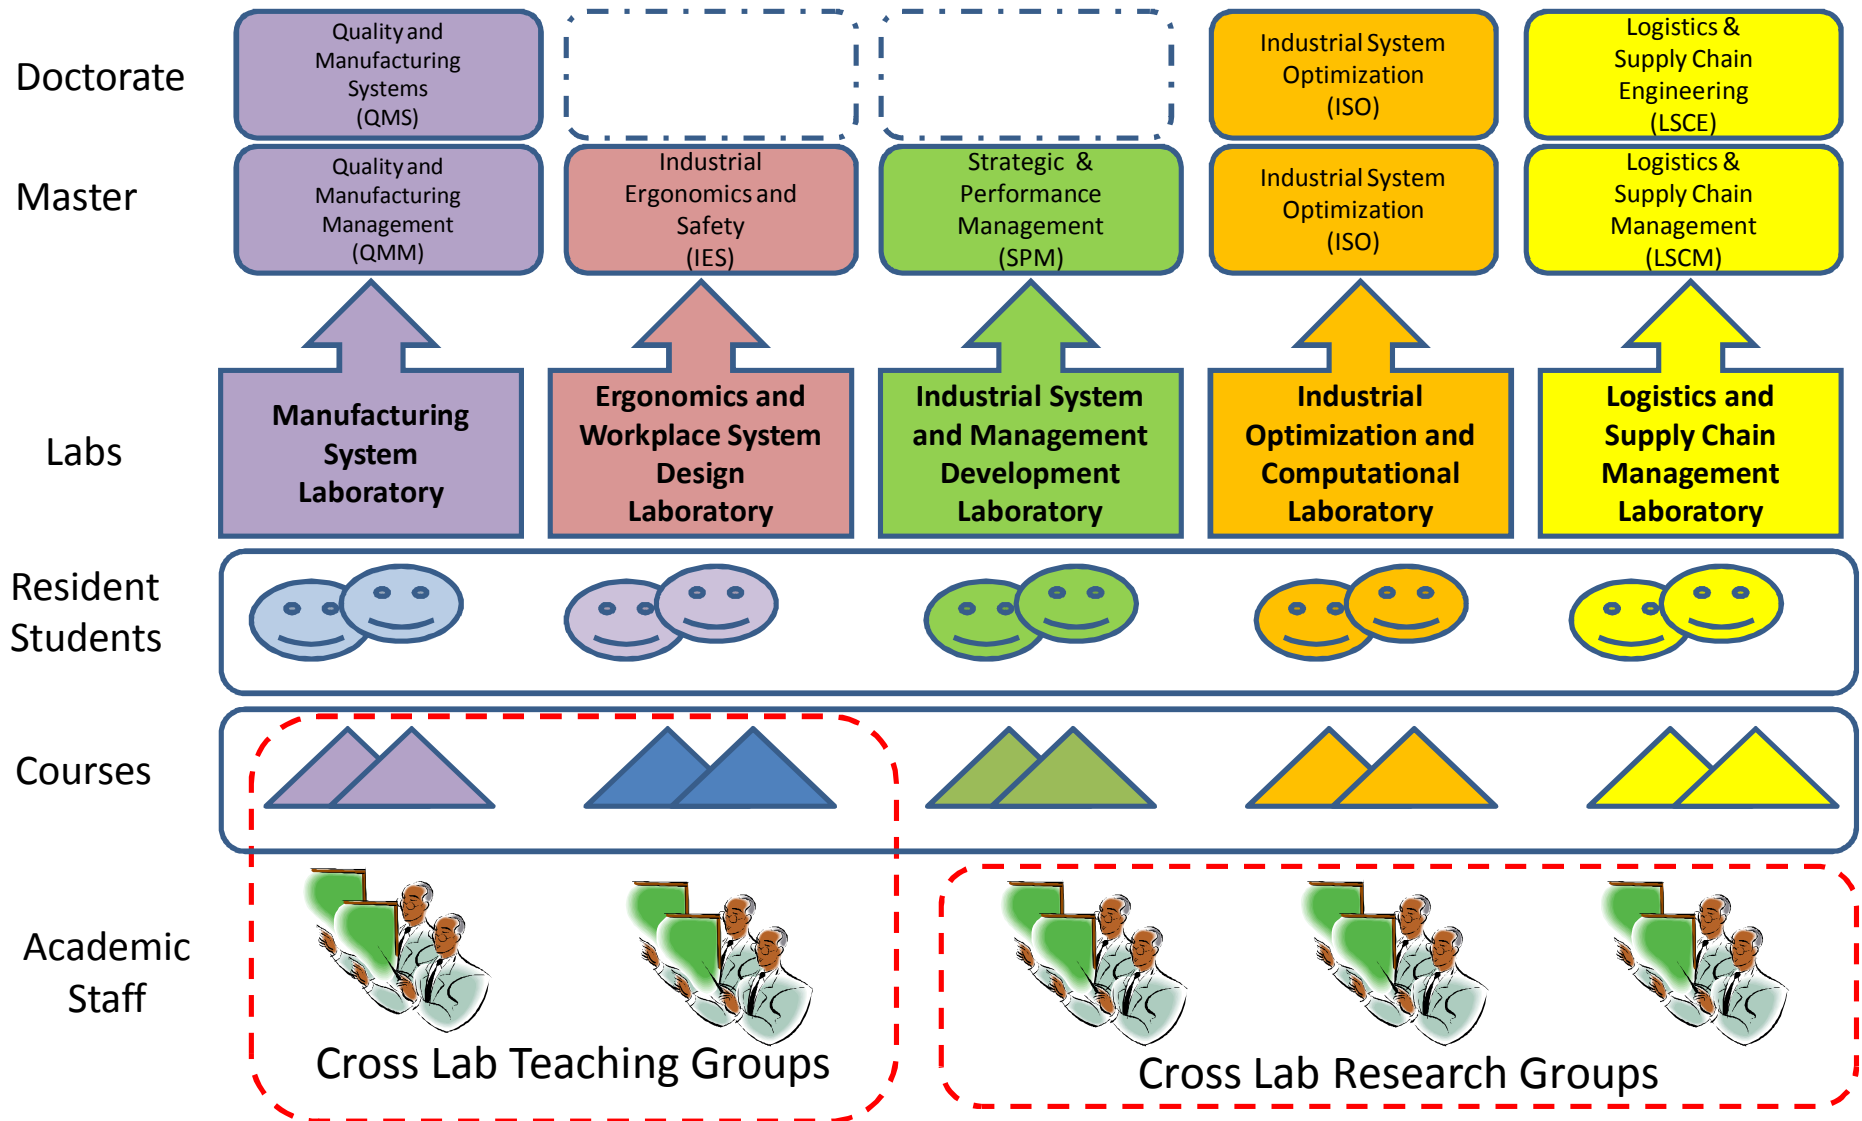 Doctorate
Quality and
Manufacturing
Systems
(QMS)
Industrial System
Optimization
(ISO)
Logistics &
Supply Chain
Engineering
(LSCE)
Master
Quality and
Manufacturing
Management
(QMM)
Industrial
Ergonomics and
Safety
(IES)
Strategic &
Performance
Management
(SPM)
Industrial System
Optimization
(ISO)
Logistics &
Supply Chain
Management
(LSCM)
Labs
Manufacturing
System
Laboratory
Ergonomics and
Workplace System
Design
Laboratory
Industrial System
and Management
Development
Laboratory
Industrial
Optimization and
Computational
Laboratory
Logistics and
Supply Chain
Management
Laboratory
Resident
Students
Courses
Academic
Staff
Cross Lab Teaching Groups
Cross Lab Research Groups